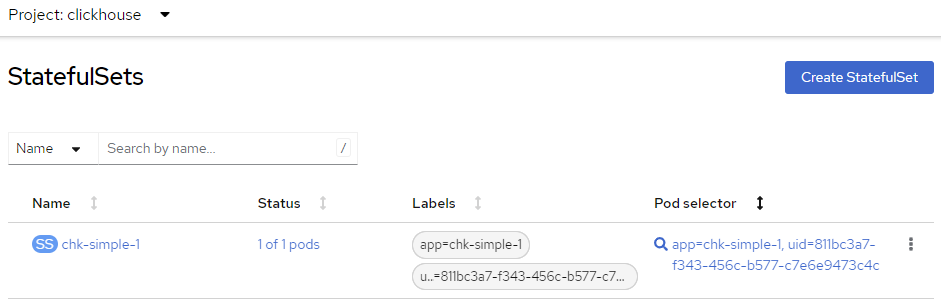 Project: clickhouse
StatefulSets
Create StatefulSet
Name
Search by name...
/
Name Status Labels Pod selector
SS chk-simple-1 1 of 1 pods app=chk-simple-1 app=chk-simple-1, uid=811bc3a7-
u..=811bc3a7-f343-456c-b577-c7... f343-456c-b577-c7e6e9473c4c